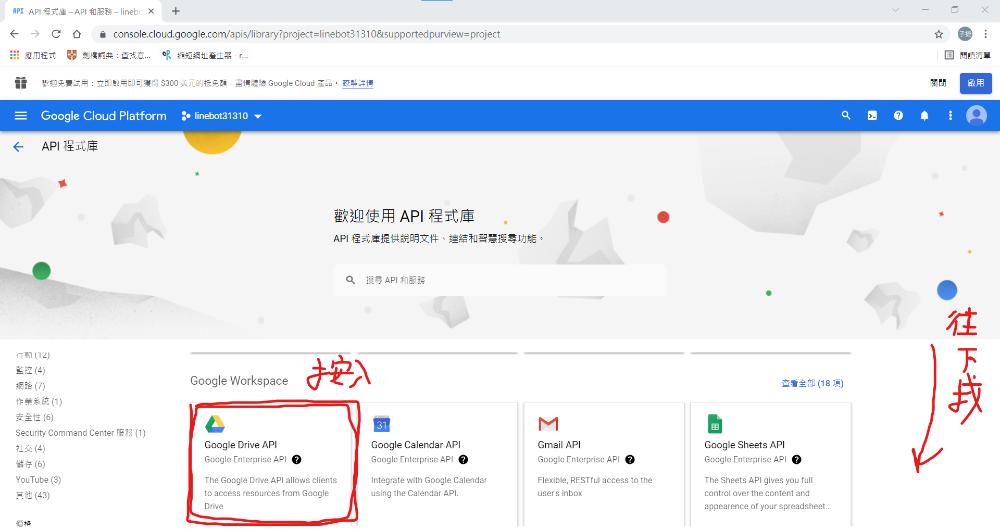 API API 程式庫 – API 和服務 – linebo
console.cloud.google.com/apis/library?project=linebot31310&supportedpurview=project
子捷
應用程式
劍橋詞典：查找意...
縮短網址產生器 - r...
閱讀清單
歡迎免費試用：立即啟用即可獲得 $300 美元的抵免額，盡情體驗 Google Cloud 產品。 瞭解詳情
關閉
啟用
Google Cloud Platform
linebot31310
API 程式庫
歡迎使用 API 程式庫
API 程式庫提供說明文件、連結和智慧搜尋功能。
搜尋 API 和服務
往下找
行動 (12)
監控 (4)
網路 (7)
作業系統 (1)
安全性 (6)
Security Command Center 服務 (1)
社交 (4)
儲存 (6)
YouTube (3)
其他 (43)
價格
Google Workspace
按入
查看全部 (18 項)
Google Drive API
Google Enterprise API
The Google Drive API allows clients
to access resources from Google
Drive
31
Google Calendar API
Google Enterprise API
Integrate with Google Calendar
using the Calendar API.
Gmail API
Google Enterprise API
Flexible, RESTful access to the
user's inbox
Google Sheets API
Google Enterprise API
The Sheets API gives you full
control over the content and
appearence of your spreadsheet...